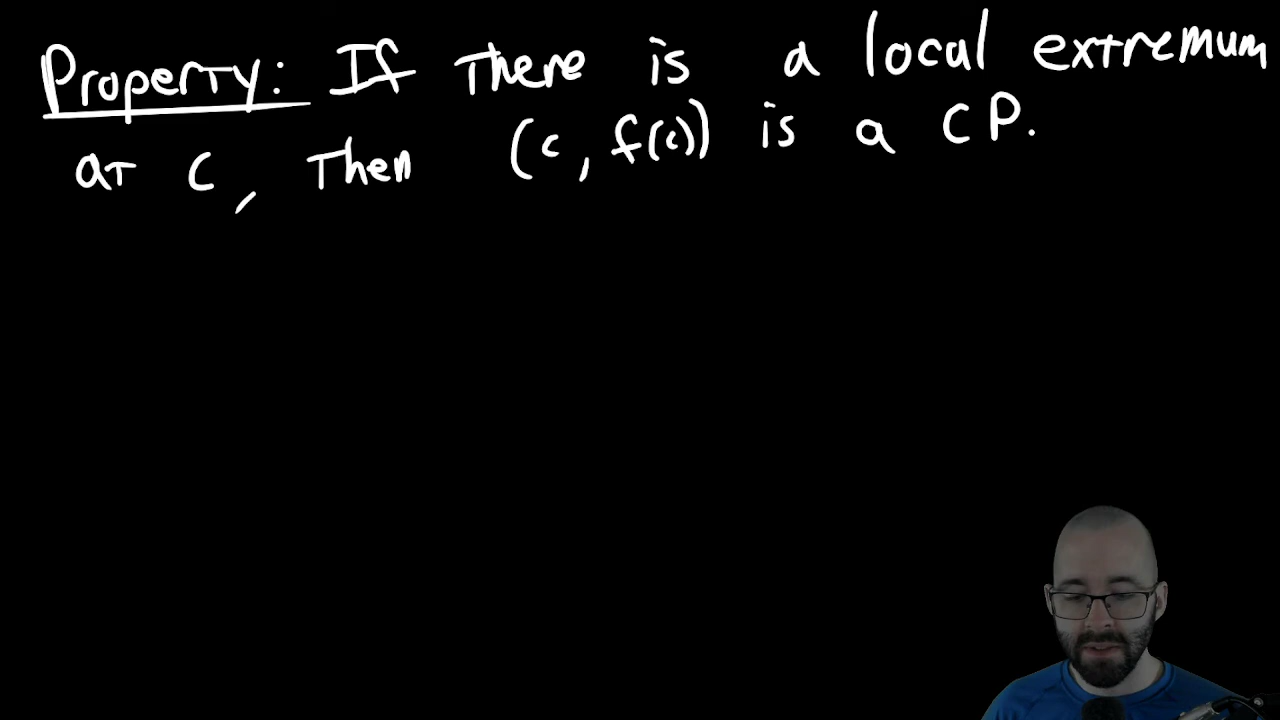 Property: If there is a local extremum
at c, then (c, f(c)) is a CP.